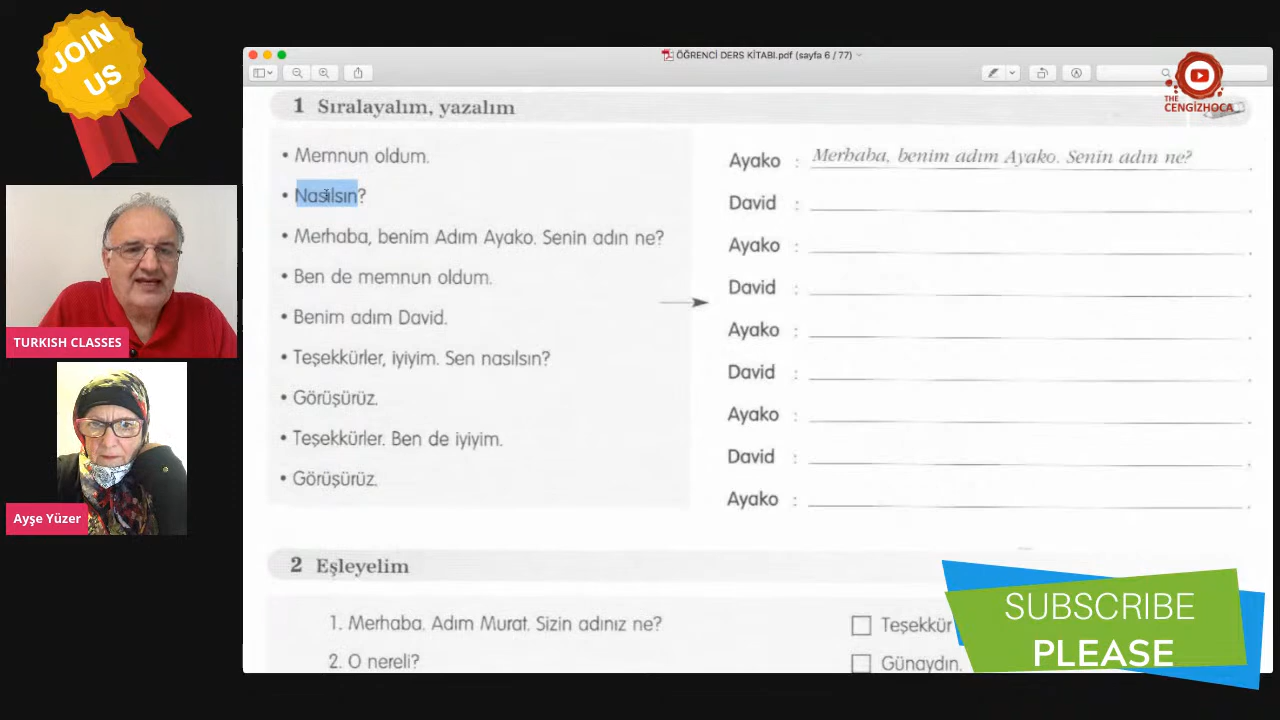 JOIN
US
ÖĞRENCİ DERS KİTABI.pdf (sayfa 6 / 77)
THE
CENGİZHOCA
1 Sıralayalım, yazalım
• Memnun oldum.
• Nasılsın?
• Merhaba, benim Adım Ayako. Senin adın ne?
• Ben de memnun oldum.
• Benim adım David.
• Teşekkürler, iyiyim. Sen nasılsın?
• Görüşürüz.
• Teşekkürler. Ben de iyiyim.
• Görüşürüz.
Ayako : Merhaba, benim adım Ayako. Senin adın ne? .
David : .
Ayako : .
David : .
Ayako : .
David : .
Ayako : .
David : .
Ayako : .
TURKISH CLASSES
Ayşe Yüzer
2 Eşleyelim
1. Merhaba. Adım Murat. Sizin adınız ne?
2. O nereli?
Teşekkür
Günaydın.
SUBSCRIBE
PLEASE